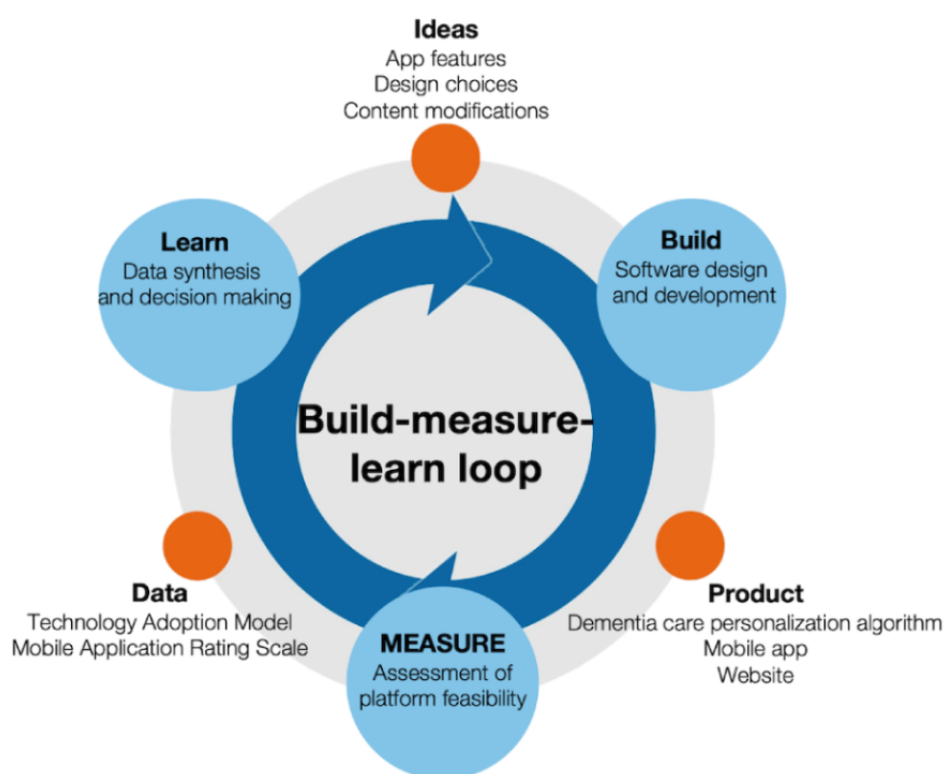 Ideas
App features
Design choices
Content modifications
Learn
Data synthesis
and decision making
Build
Software design
and development
Build-measure-
learn loop
Data
Technology Adoption Model
Mobile Application Rating Scale
MEASURE
Assessment of
platform feasibility
Product
Dementia care personalization algorithm
Mobile app
Website